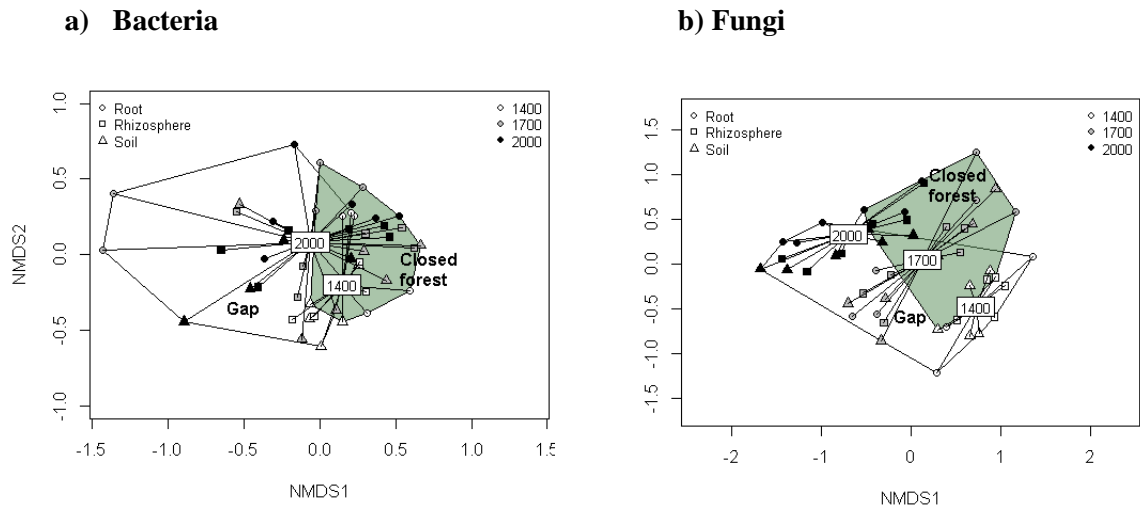 a) Bacteria
b) Fungi
Root
Rhizosphere
Soil
1400
1700
2000
1.0
0.5
0.0
-0.5
-1.0
NMDS2
2000
1400
Gap
Closed
forest
-1.5
-1.0
-0.5
0.0
0.5
1.0
1.5
NMDS1
Root
Rhizosphere
Soil
1400
1700
2000
1.5
1.0
0.5
0.0
-0.5
-1.0
-1.5
Closed
forest
2000
1700
1400
Gap
-2
-1
0
1
2
NMDS1